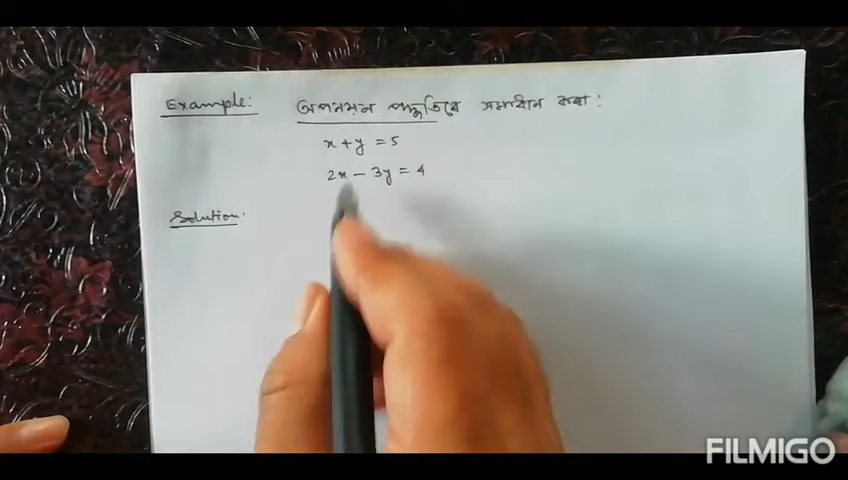 Example: অপনয়ন পদ্ধতিৰে সমাধান কৰা :
x + y = 5
2x - 3y = 4
Solution:
FILMIGO